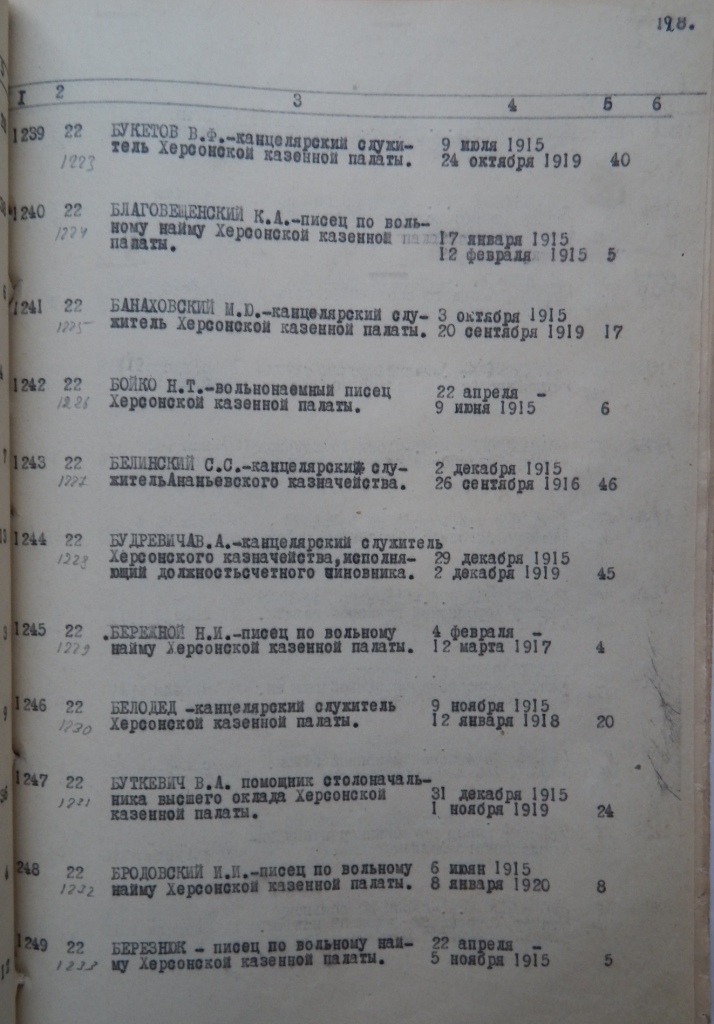 198.
I 2 3 4 5 6
1239 22 БУКЕТОВ В.Ф.-канцелярский служи- 9 июля 1915
1223 тель Херсонской казенной палаты. 24 октября 1919 40
1240 22 БЛАГОВЕЩЕНСКИЙ К.А.-писец по воль-
1224 ному найму Херсонской казенной 17 января 1915
палаты. 12 февраля 1915 5
1241 22 БАНАХОВСКИЙ М.Ю.-канцелярский слу- 3 октября 1915
1225 житель Херсонской казенной палаты. 20 сентября 1919 17
1242 22 БОЙКО Н.Т.-вольнонаемный писец 22 апреля -
1226 Херсонской казенной палаты. 9 июня 1915 6
1243 22 БЕЛИНСКИЙ С.С.-канцелярский слу- 2 декабря 1915
1227 жительАнаньевского казначейства. 26 сентября 1916 46
1244 22 БУДРЕВИЧАВ.А.-канцелярский служитель
1228 Херсонского казначейства,исполня- 29 декабря 1915
ющий должностьсчетного чиновника. 2 декабря 1919 45
1245 22 .БЕРЕЖНОЙ Н.И.-писец по вольному 4 февраля -
1229 найму Херсонской казенной палаты. 12 марта 1917 4
1246 22 БЕЛОДЕД -канцелярский служитель 9 ноября 1915
1230 Херсонской казенной палаты. 12 января 1918 20
1247 22 БУТКЕВИЧ В.А. помощник столоначаль-
1231 ника высшего оклада Херсонской 31 декабря 1915
казенной палаты. 1 ноября 1919 24
248 22 БРОДОВСКИЙ И.И.-писец по вольному 6 июян 1915
1232 найму Херсонской казенной палаты. 8 января 1920 8
1249 22 БЕРЕЗНЮК - писец по вольному най- 22 апреля -
1233 му Херсонской казенной палаты. 5 ноября 1915 5